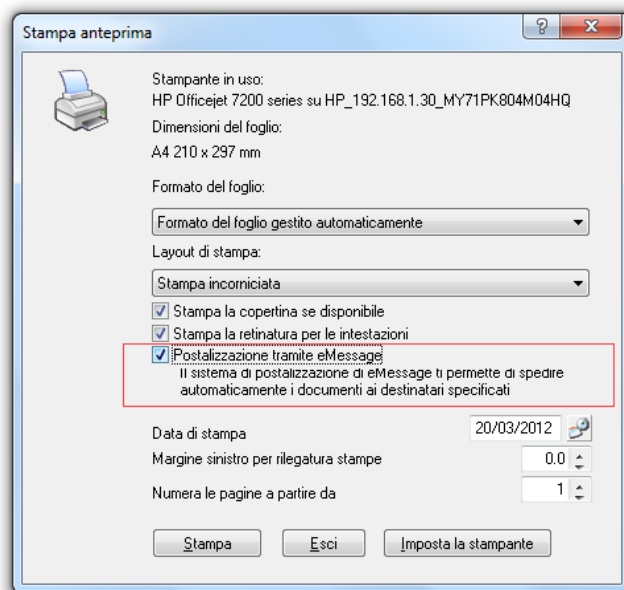 Stampa anteprima
Stampante in uso:
HP Officejet 7200 series su HP_192.168.1.30_MY71PK804M04HQ
Dimensioni del foglio:
A4 210 x 297 mm
Formato del foglio:
Formato del foglio gestito automaticamente
Layout di stampa:
Stampa incorniciata
Stampa la copertina se disponibile
Stampa la retinatura per le intestazioni
Postalizzazione tramite eMessage
Il sistema di postalizzazione di eMessage ti permette di spedire
automaticamente i documenti ai destinatari specificati
Data di stampa 20/03/2012
Margine sinistro per rilegatura stampe 0.0
Numera le pagine a partire da 1
Stampa Esci Imposta la stampante